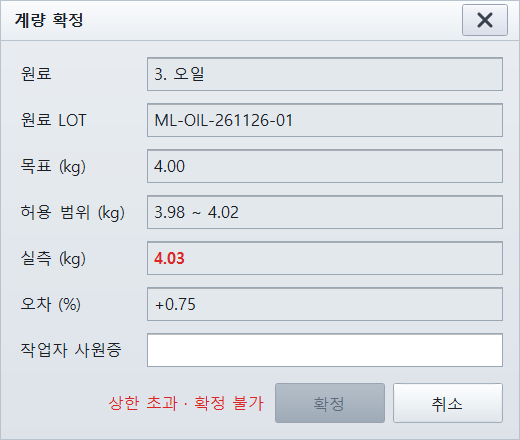 계량 확정
원료 3. 오일
원료 LOT ML-OIL-261126-01
목표 (kg) 4.00
허용 범위 (kg) 3.98 ~ 4.02
실측 (kg) 4.03
오차 (%) +0.75
작업자 사원증
상한 초과 · 확정 불가 확정 취소